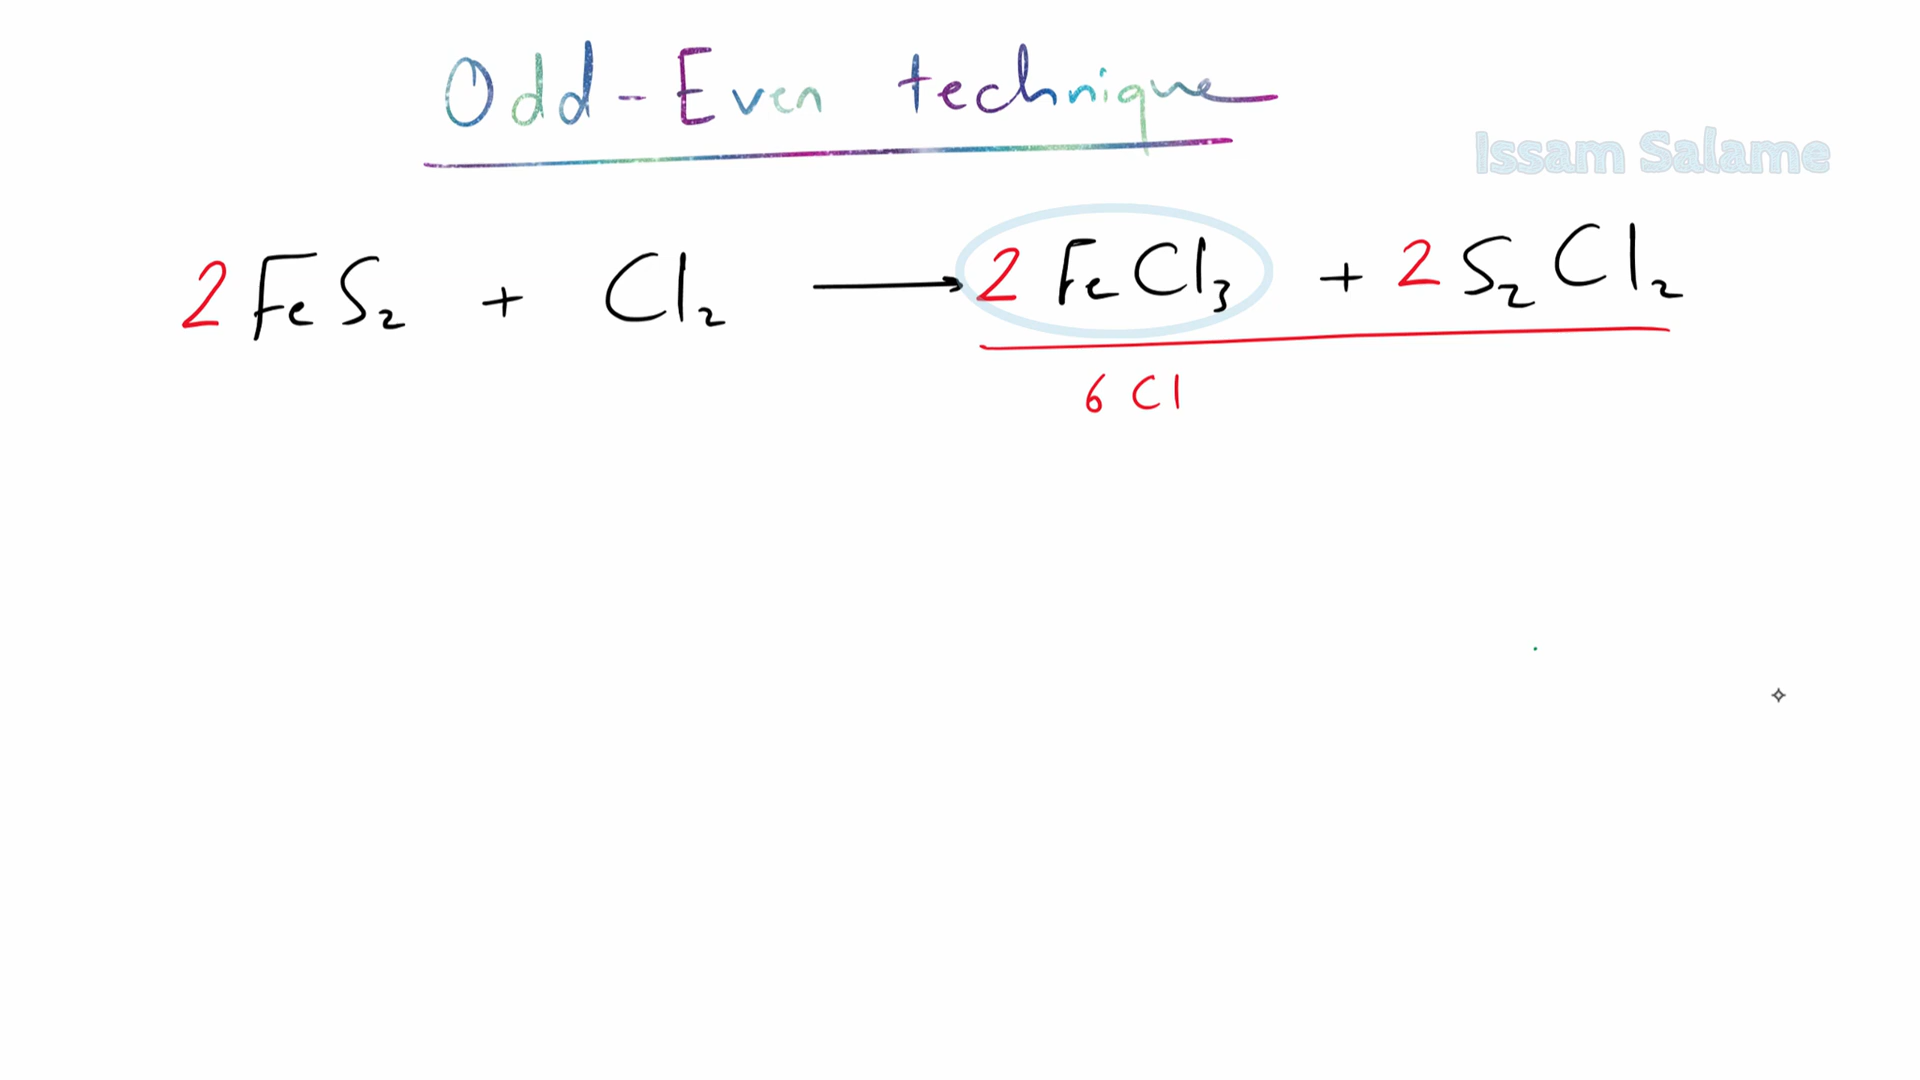 Odd-Even technique
Issam Salame
2 FeS₂ + Cl₂ ⟶ 2 FeCl₃ + 2 S₂Cl₂
6 Cl